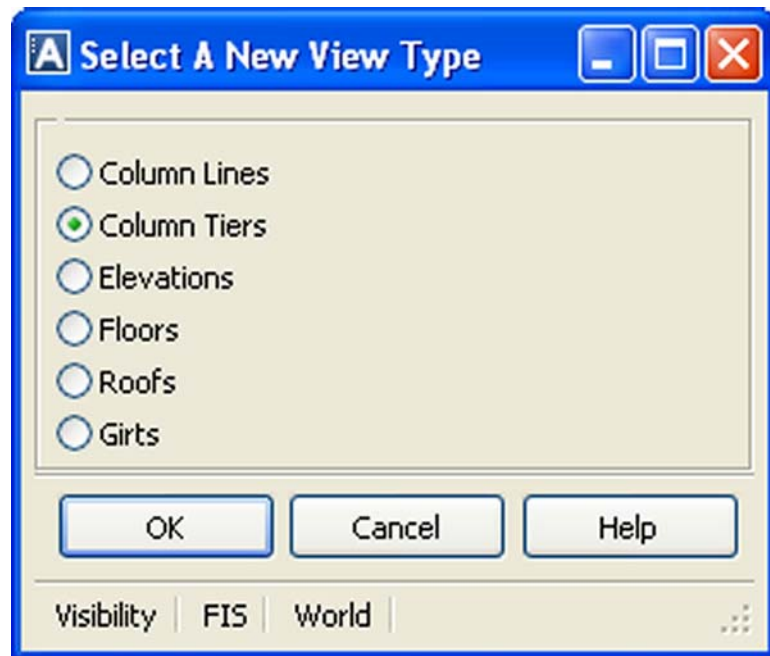 A Select A New View Type
Column Lines
Column Tiers
Elevations
Floors
Roofs
Girts
OK Cancel Help
Visibility FIS World